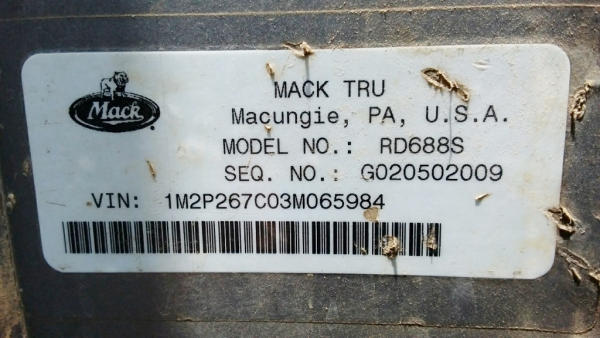 Mack
MACK TRU
Macungie, PA, U.S.A.
MODEL NO.: RD688S
SEQ. NO.: G020502009
VIN: 1M2P267C03M065984